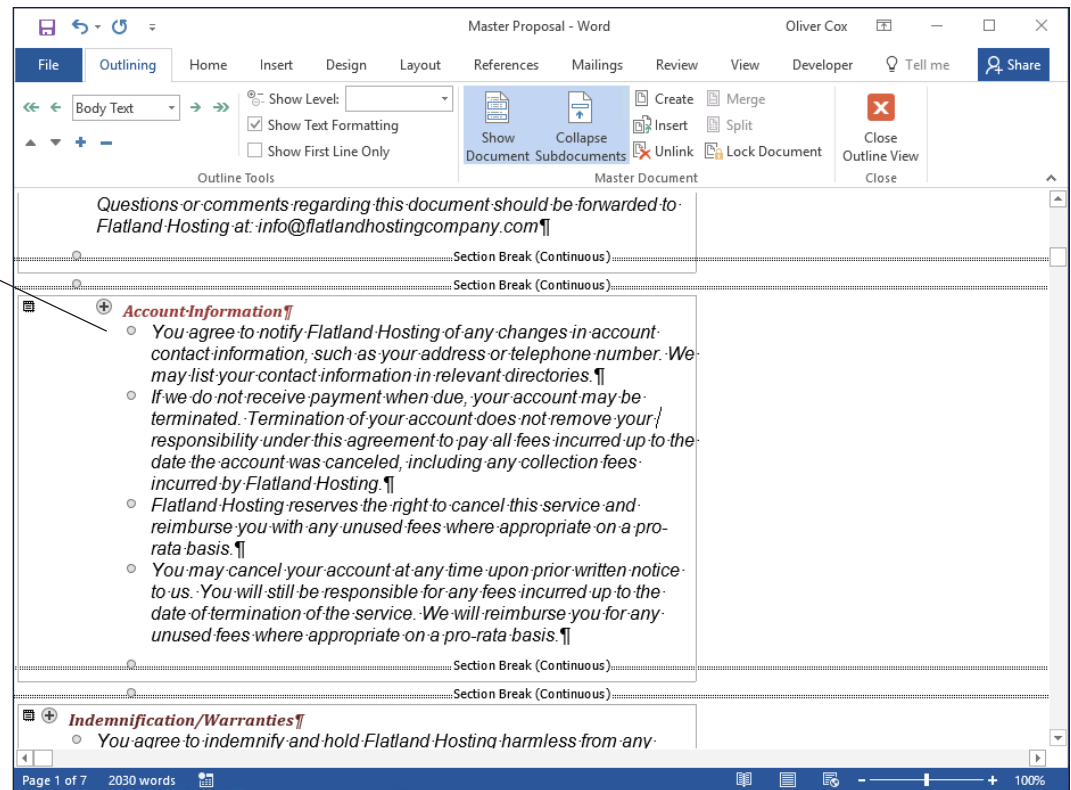 Master Proposal - Word Oliver Cox
File Outlining Home Insert Design Layout References Mailings Review View Developer Tell me Share
Body Text Show Level: Create Merge
Show Text Formatting Show Document Collapse Subdocuments Insert Split Close Outline View
Show First Line Only Unlink Lock Document
Outline Tools Master Document Close
Questions or comments regarding this document should be forwarded to
Flatland Hosting at: info@flatlandhostingcompany.com¶
Section Break (Continuous)
Section Break (Continuous)
Account Information¶
You agree to notify Flatland Hosting of any changes in account
contact information, such as your address or telephone number. We
may list your contact information in relevant directories.¶
If we do not receive payment when due, your account may be
terminated. Termination of your account does not remove your
responsibility under this agreement to pay all fees incurred up to the
date the account was canceled, including any collection fees
incurred by Flatland Hosting.¶
Flatland Hosting reserves the right to cancel this service and
reimburse you with any unused fees where appropriate on a pro-
rata basis.¶
You may cancel your account at any time upon prior written notice
to us. You will still be responsible for any fees incurred up to the
date of termination of the service. We will reimburse you for any
unused fees where appropriate on a pro-rata basis.¶
Section Break (Continuous)
Section Break (Continuous)
Indemnification/Warranties¶
You agree to indemnify and hold Flatland Hosting harmless from any
Page 1 of 7 2030 words 100%